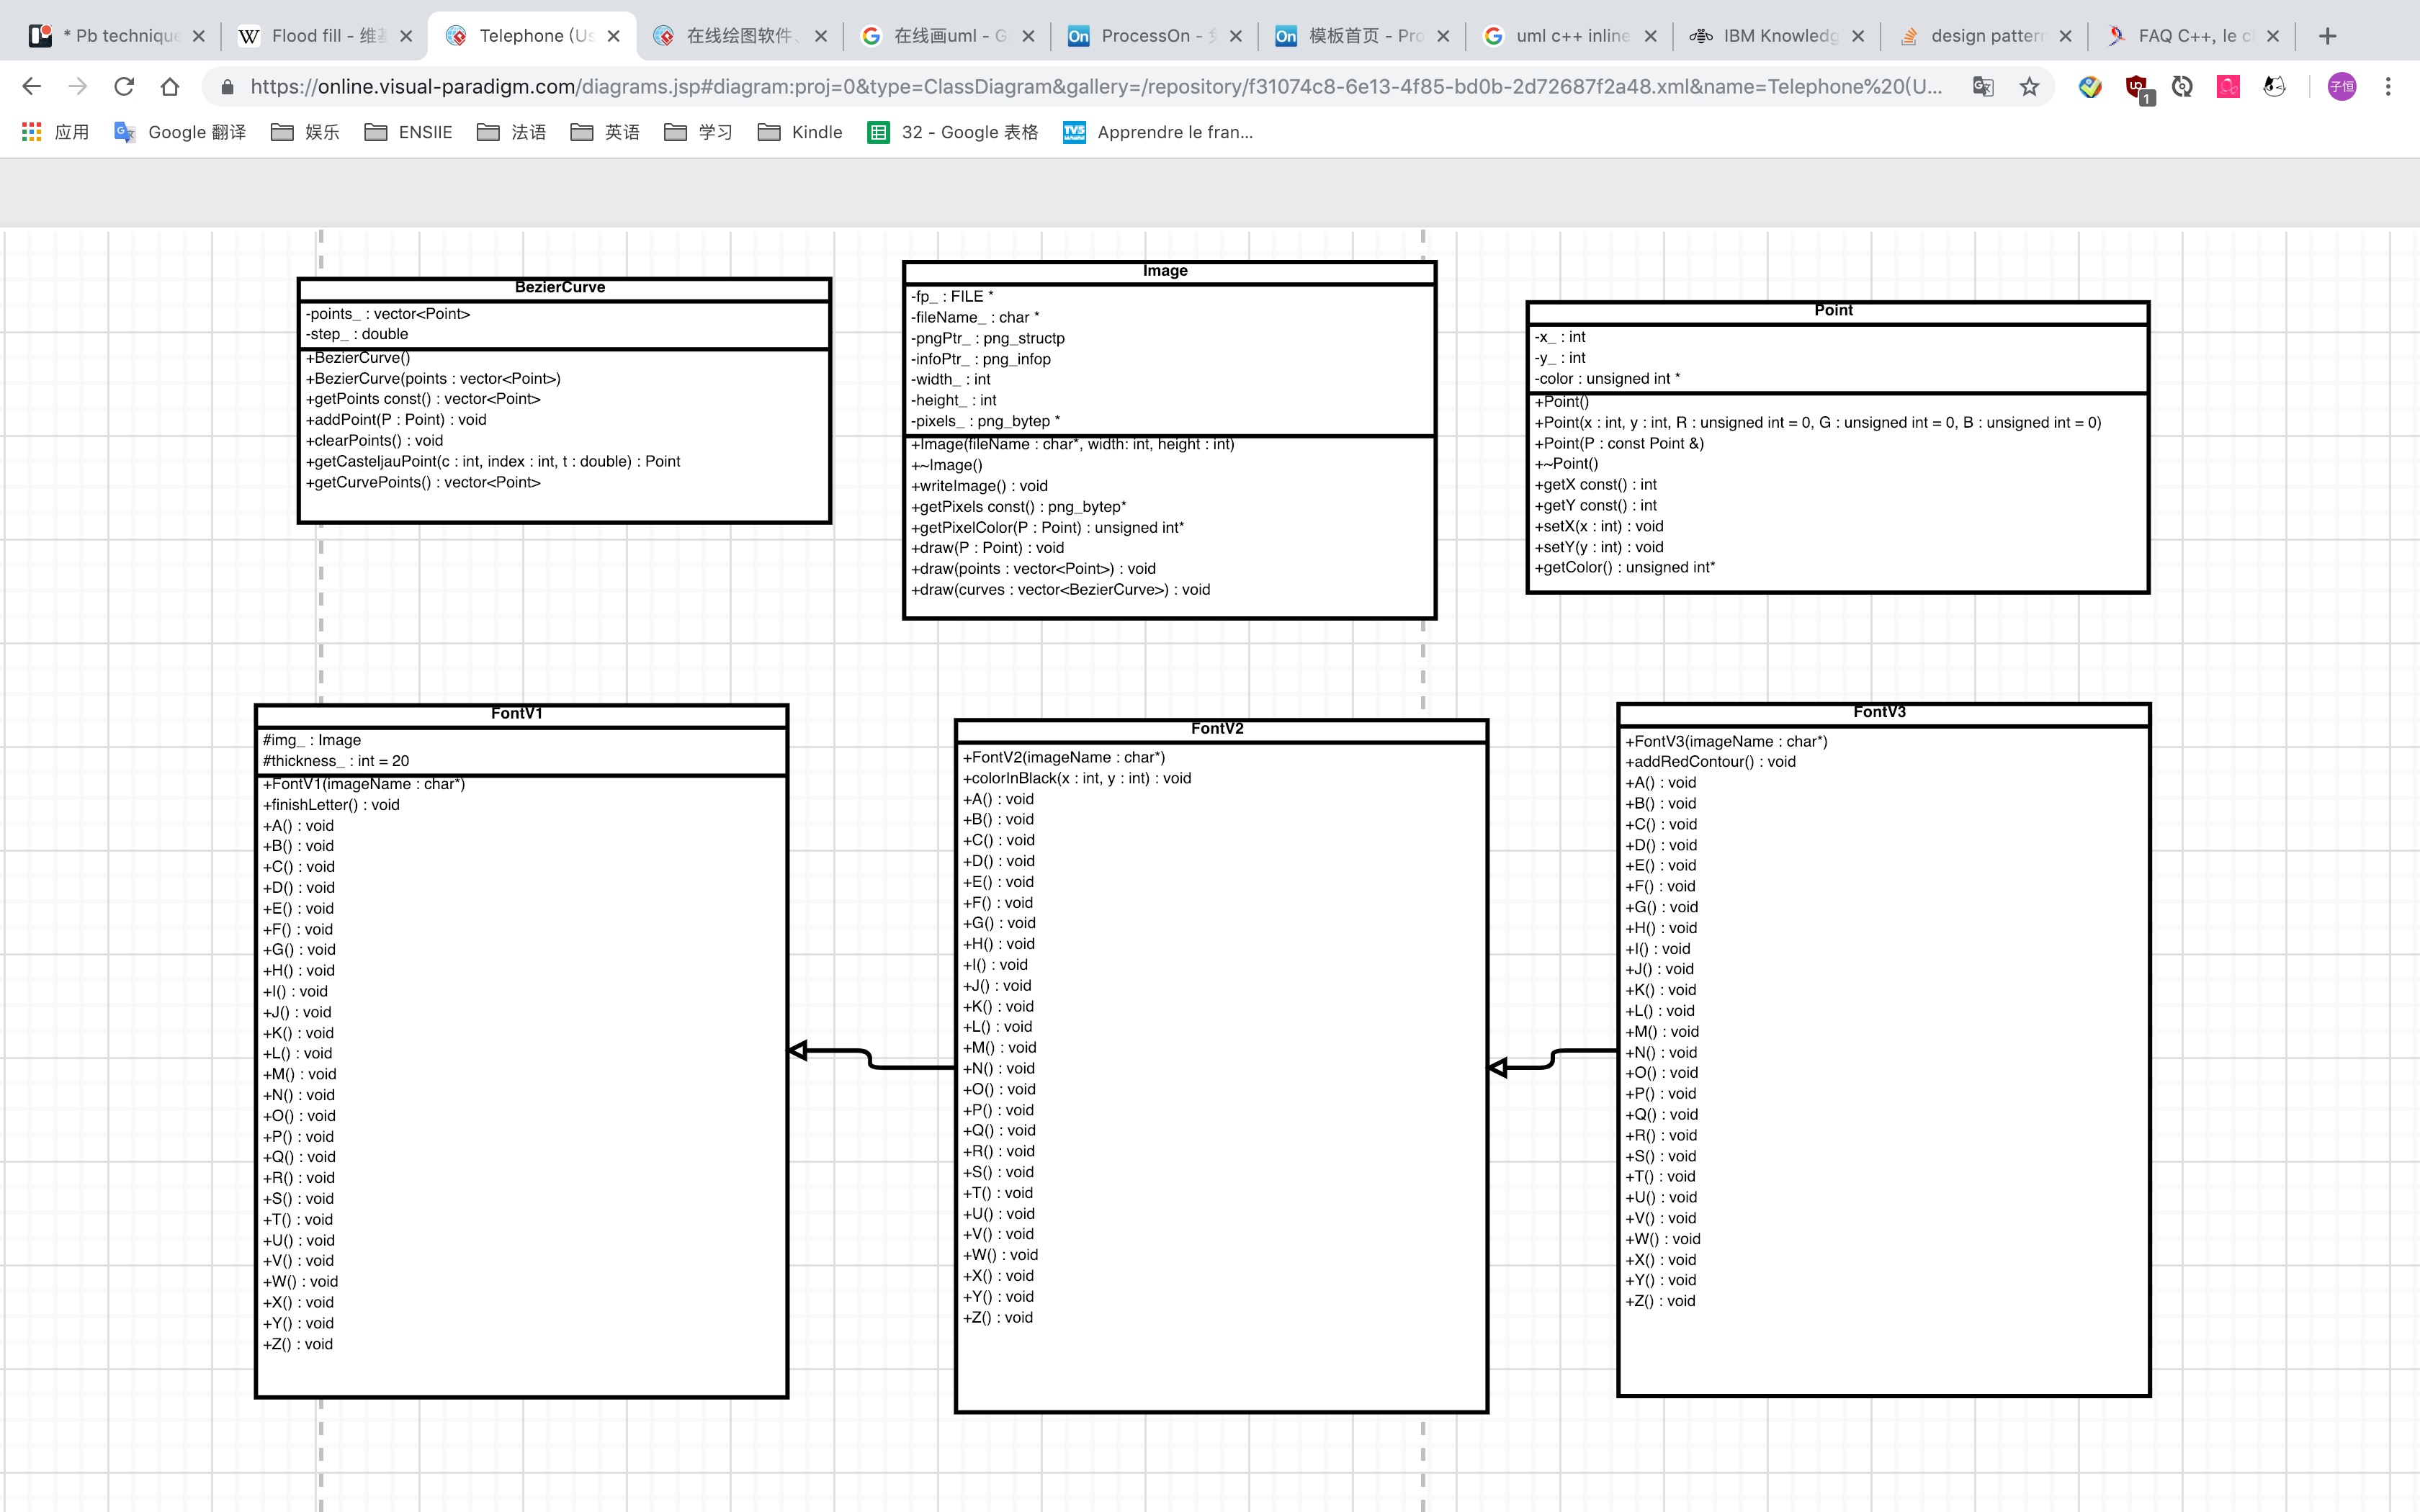 * Pb technique
Flood fill - 维基
Telephone (Us
在线绘图软件、
在线画uml - G
ProcessOn - 免
模板首页 - Pro
uml c++ inline
IBM Knowledg
design pattern
FAQ C++, le cl
https://online.visual-paradigm.com/diagrams.jsp#diagram:proj=0&type=ClassDiagram&gallery=/repository/f31074c8-6e13-4f85-bd0b-2d72687f2a48.xml&name=Telephone%20(U...
1
子恒
应用
Google 翻译
娱乐
ENSIIE
法语
英语
学习
Kindle
32 - Google 表格
Apprendre le fran...
BezierCurve
-points_ : vector<Point>
-step_ : double
+BezierCurve()
+BezierCurve(points : vector<Point>)
+getPoints const() : vector<Point>
+addPoint(P : Point) : void
+clearPoints() : void
+getCasteljauPoint(c : int, index : int, t : double) : Point
+getCurvePoints() : vector<Point>
Image
-fp_ : FILE *
-fileName_ : char *
-pngPtr_ : png_structp
-infoPtr_ : png_infop
-width_ : int
-height_ : int
-pixels_ : png_bytep *
+Image(fileName : char*, width: int, height : int)
+~Image()
+writeImage() : void
+getPixels const() : png_bytep*
+getPixelColor(P : Point) : unsigned int*
+draw(P : Point) : void
+draw(points : vector<Point>) : void
+draw(curves : vector<BezierCurve>) : void
Point
-x_ : int
-y_ : int
-color : unsigned int *
+Point()
+Point(x : int, y : int, R : unsigned int = 0, G : unsigned int = 0, B : unsigned int = 0)
+Point(P : const Point &)
+~Point()
+getX const() : int
+getY const() : int
+setX(x : int) : void
+setY(y : int) : void
+getColor() : unsigned int*
FontV1
#img_ : Image
#thickness_ : int = 20
+FontV1(imageName : char*)
+finishLetter() : void
+A() : void
+B() : void
+C() : void
+D() : void
+E() : void
+F() : void
+G() : void
+H() : void
+I() : void
+J() : void
+K() : void
+L() : void
+M() : void
+N() : void
+O() : void
+P() : void
+Q() : void
+R() : void
+S() : void
+T() : void
+U() : void
+V() : void
+W() : void
+X() : void
+Y() : void
+Z() : void
FontV2
+FontV2(imageName : char*)
+colorInBlack(x : int, y : int) : void
+A() : void
+B() : void
+C() : void
+D() : void
+E() : void
+F() : void
+G() : void
+H() : void
+I() : void
+J() : void
+K() : void
+L() : void
+M() : void
+N() : void
+O() : void
+P() : void
+Q() : void
+R() : void
+S() : void
+T() : void
+U() : void
+V() : void
+W() : void
+X() : void
+Y() : void
+Z() : void
FontV3
+FontV3(imageName : char*)
+addRedContour() : void
+A() : void
+B() : void
+C() : void
+D() : void
+E() : void
+F() : void
+G() : void
+H() : void
+I() : void
+J() : void
+K() : void
+L() : void
+M() : void
+N() : void
+O() : void
+P() : void
+Q() : void
+R() : void
+S() : void
+T() : void
+U() : void
+V() : void
+W() : void
+X() : void
+Y() : void
+Z() : void